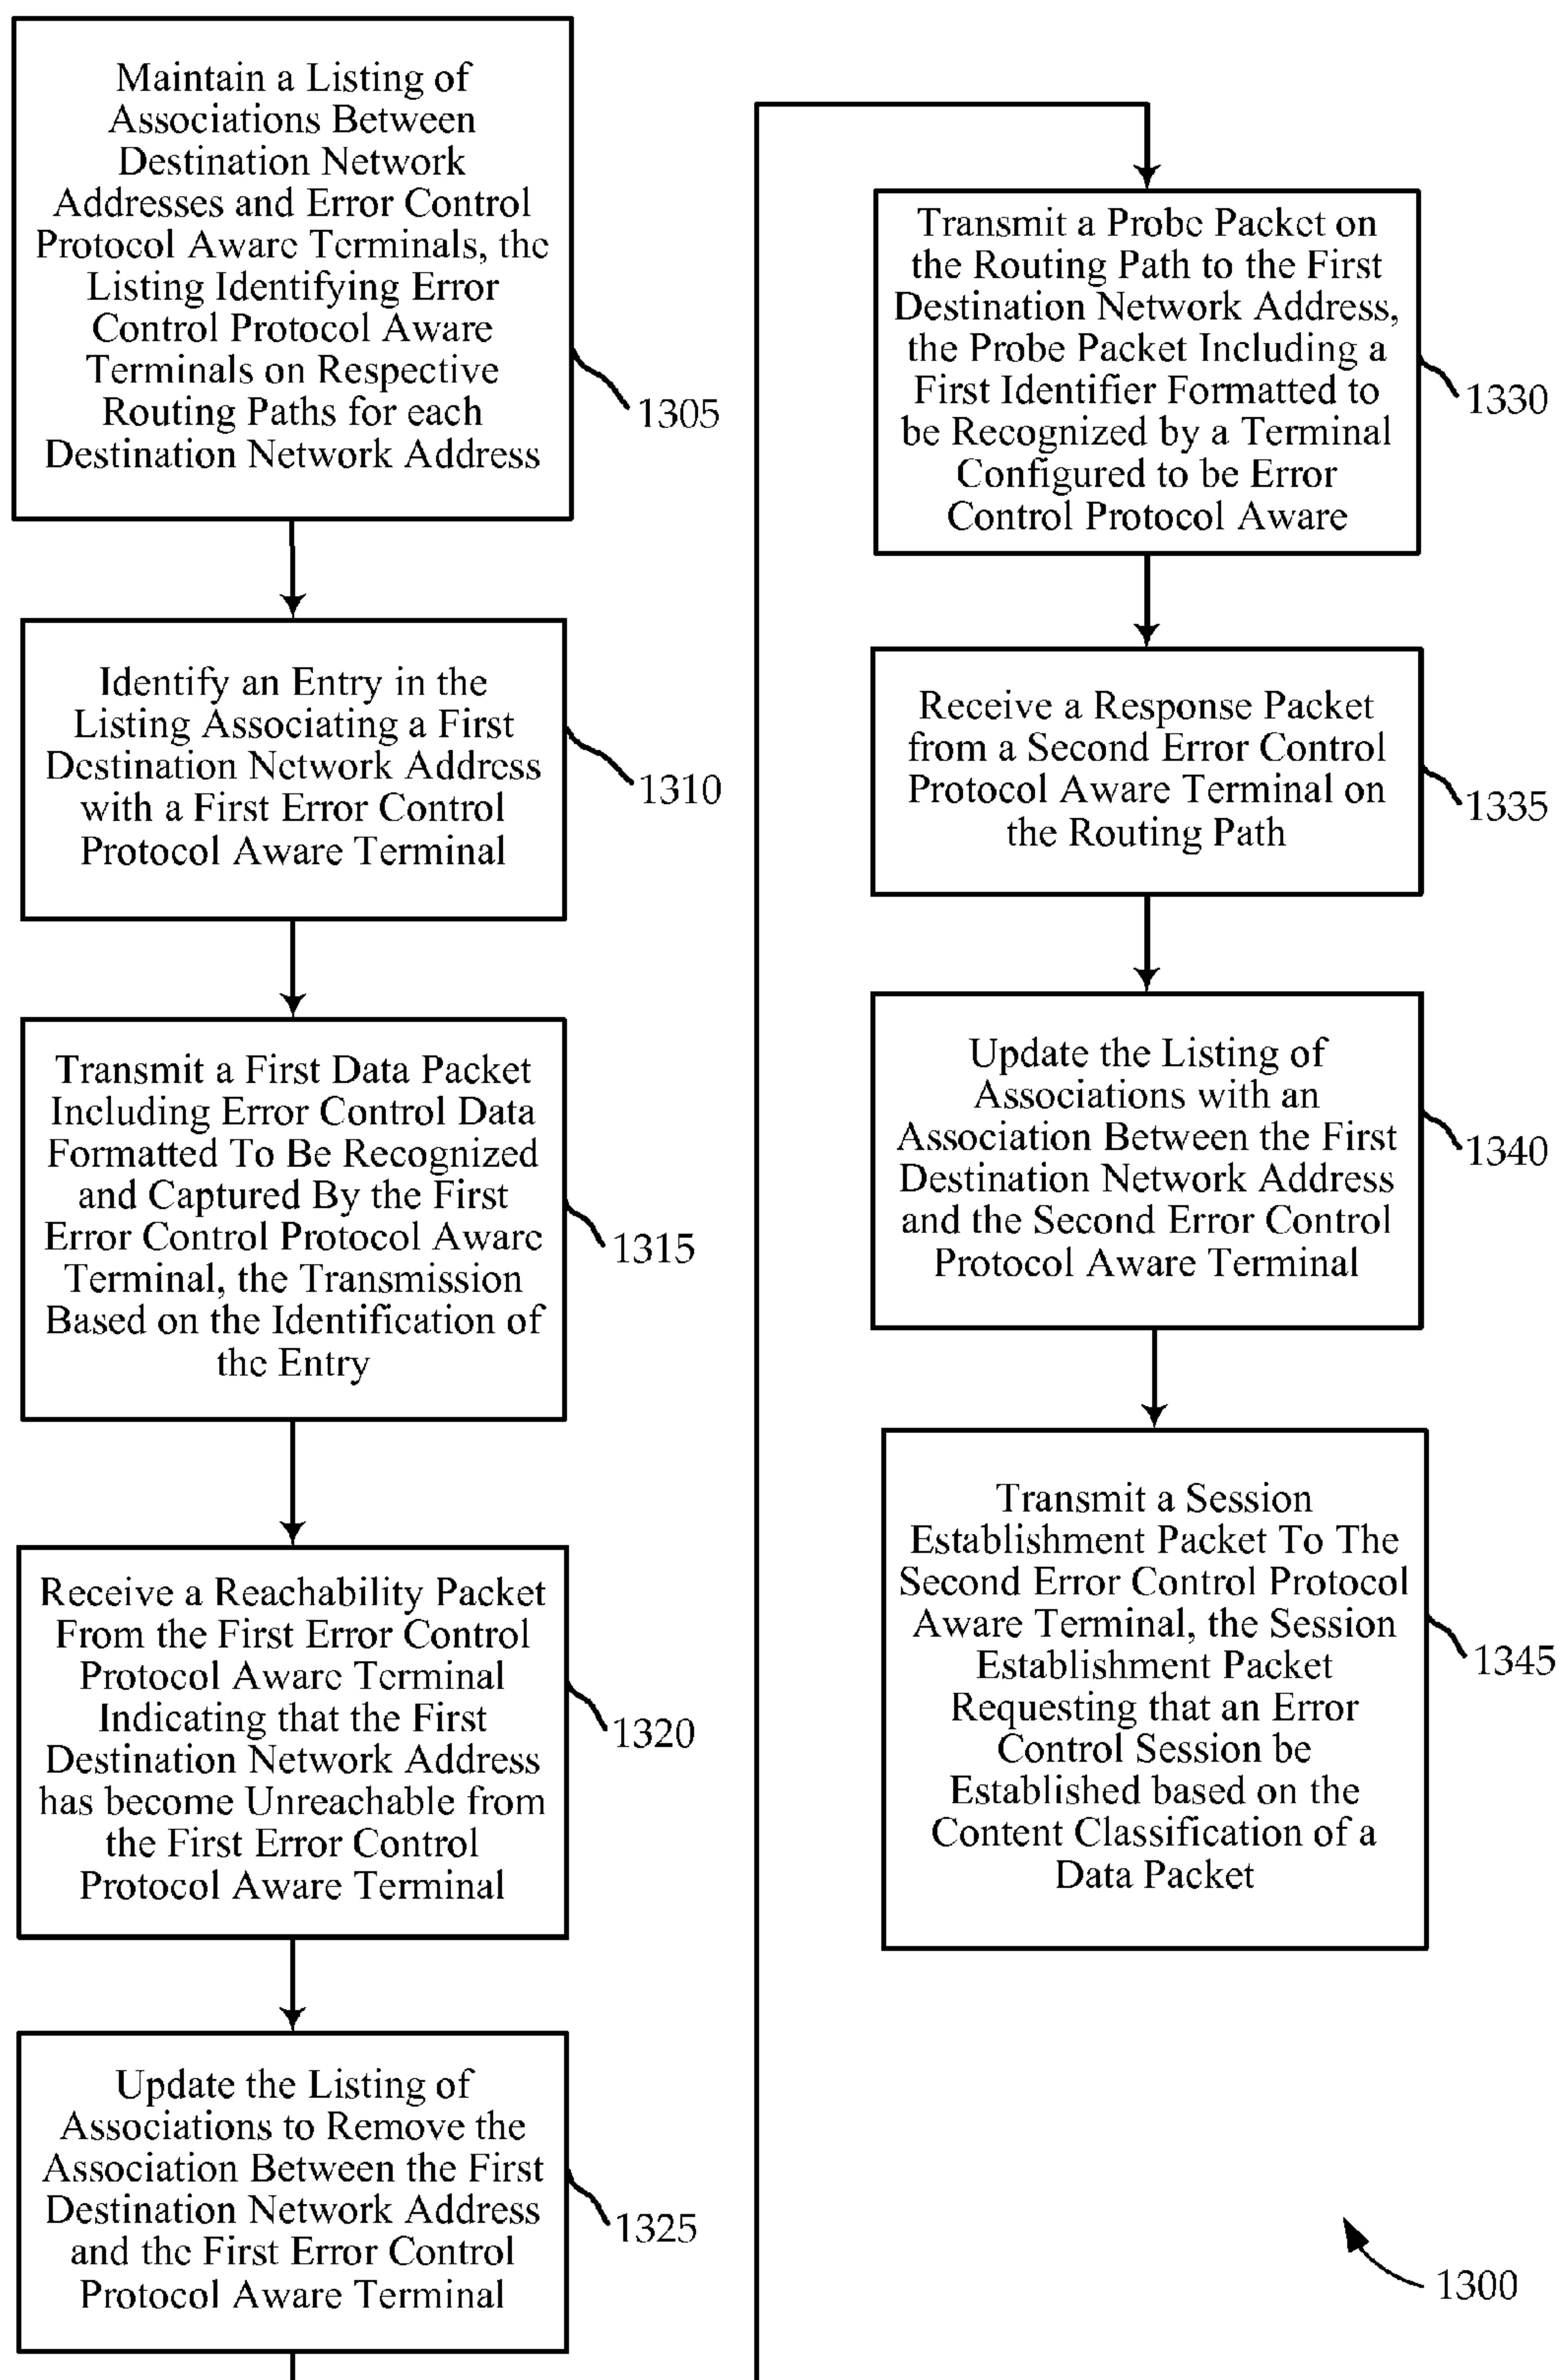 Maintain a Listing of
Associations Between
Destination Network
Addresses and Error Control
Protocol Aware Terminals, the
Listing Identifying Error
Control Protocol Aware
Terminals on Respective
Routing Paths for each
Destination Network Address
1305
Identify an Entry in the
Listing Associating a First
Destination Network Address
with a First Error Control
Protocol Aware Terminal
1310
Transmit a First Data Packet
Including Error Control Data
Formatted To Be Recognized
and Captured By the First
Error Control Protocol Aware
Terminal, the Transmission
Based on the Identification of
the Entry
1315
Receive a Reachability Packet
From the First Error Control
Protocol Aware Terminal
Indicating that the First
Destination Network Address
has become Unreachable from
the First Error Control
Protocol Aware Terminal
1320
Update the Listing of
Associations to Remove the
Association Between the First
Destination Network Address
and the First Error Control
Protocol Aware Terminal
1325
Transmit a Probe Packet on
the Routing Path to the First
Destination Network Address,
the Probe Packet Including a
First Identifier Formatted to
be Recognized by a Terminal
Configured to be Error
Control Protocol Aware
1330
Receive a Response Packet
from a Second Error Control
Protocol Aware Terminal on
the Routing Path
1335
Update the Listing of
Associations with an
Association Between the First
Destination Network Address
and the Second Error Control
Protocol Aware Terminal
1340
Transmit a Session
Establishment Packet To The
Second Error Control Protocol
Aware Terminal, the Session
Establishment Packet
Requesting that an Error
Control Session be
Established based on the
Content Classification of a
Data Packet
1345
1300